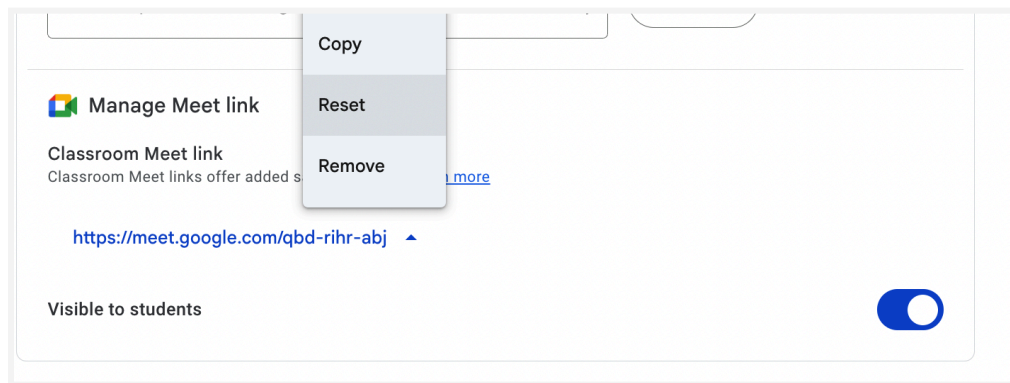 Copy
Manage Meet link
Reset
Classroom Meet link
Remove
Classroom Meet links offer added more
https://meet.google.com/qbd-rihr-abj
Visible to students